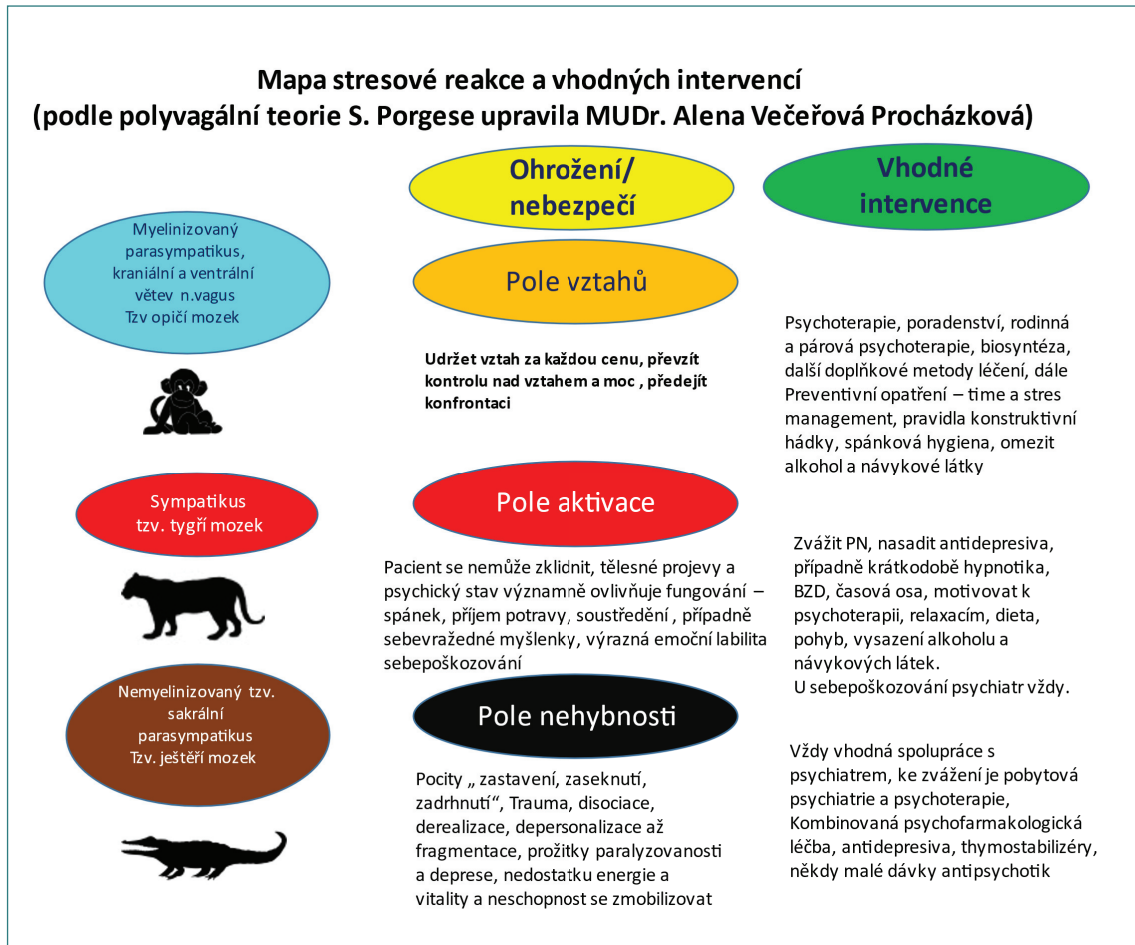 Mapa stresové reakce a vhodných intervencí
(podle polyvagální teorie S. Porgese upravila MUDr. Alena Večeřová Procházková)
Ohrožení/
nebezpečí
Vhodné
intervence
Myelinizovaný
parasympatikus,
kraniální a ventrální
větev n.vagus
Tzv opičí mozek
Pole vztahů
Udržet vztah za každou cenu, převzít
kontrolu nad vztahem a moc , předejít
konfrontaci
Psychoterapie, poradenství, rodinná
a párová psychoterapie, biosyntéza,
další doplňkové metody léčení, dále
Preventivní opatření – time a stres
management, pravidla konstruktivní
hádky, spánková hygiena, omezit
alkohol a návykové látky
Sympatikus
tzv. tygří mozek
Pole aktivace
Pacient se nemůže zklidnit, tělesné projevy a
psychický stav významně ovlivňuje fungování –
spánek, příjem potravy, soustředění , případně
sebevražedné myšlenky, výrazná emoční labilita
sebepoškozování
Zvážit PN, nasadit antidepresiva,
případně krátkodobě hypnotika,
BZD, časová osa, motivovat k
psychoterapii, relaxacím, dieta,
pohyb, vysazení alkoholu a
návykových látek.
U sebepoškozování psychiatr vždy.
Nemyelinizovaný tzv.
sakrální
parasympatikus
Tzv. ještěří mozek
Pole nehybnosti
Pocity „ zastavení, zaseknutí,
zadrhnutí“, Trauma, disociace,
derealizace, depersonalizace až
fragmentace, prožitky paralyzovanosti
a deprese, nedostatku energie a
vitality a neschopnost se zmobilizovat
Vždy vhodná spolupráce s
psychiatrem, ke zvážení je pobytová
psychiatrie a psychoterapie,
Kombinovaná psychofarmakologická
léčba, antidepresiva, thymostabilizéry,
někdy malé dávky antipsychotik